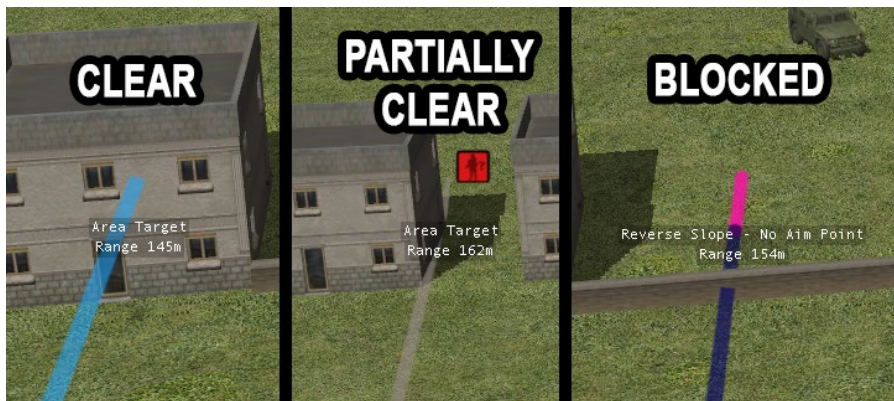 CLEAR
Area Target
Range 145m
PARTIALLY
CLEAR
Area Target
Range 162m
BLOCKED
Reverse Slope - No Aim Point
Range 154m